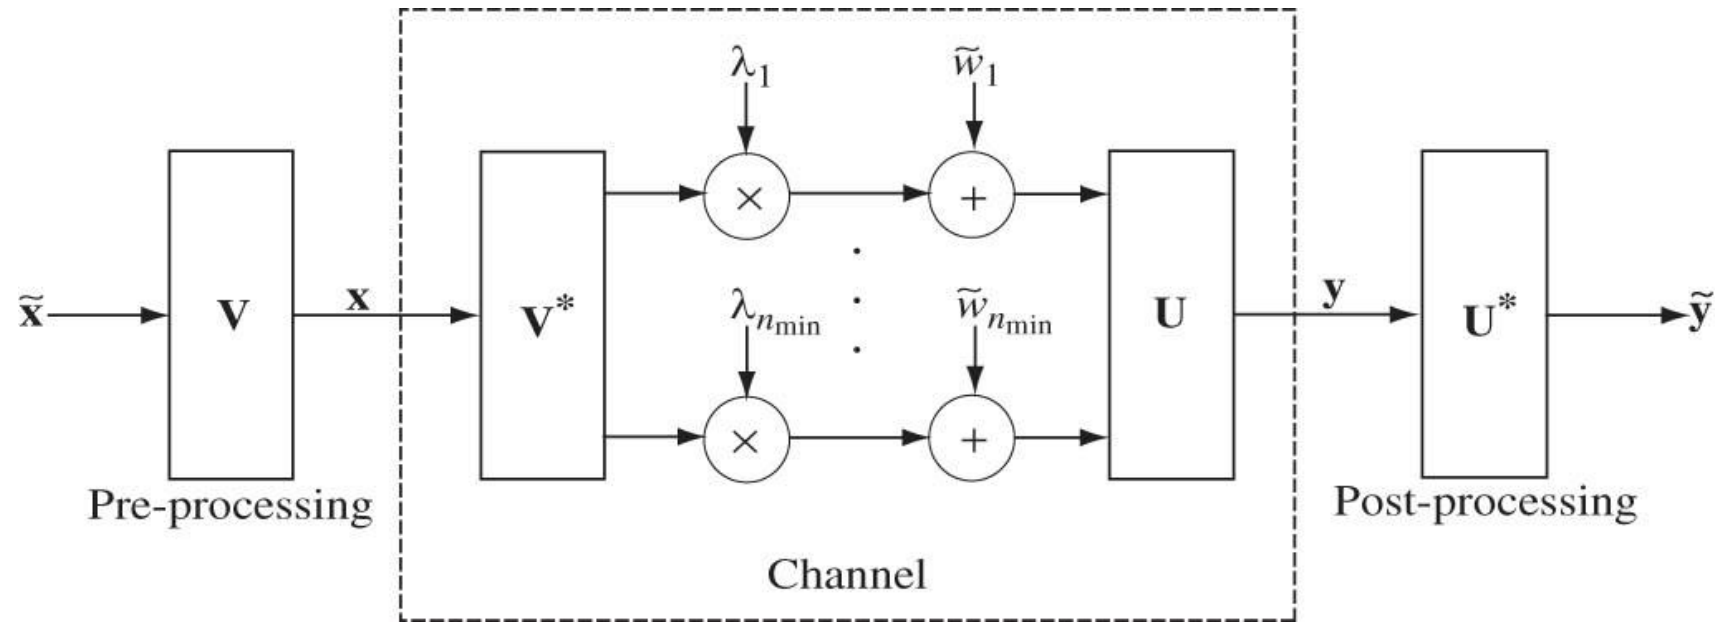 λ₁ w̃₁
x̃ V x V* × + U y U* ỹ
λₙₘᵢₙ w̃ₙₘᵢₙ
× +
Pre-processing Post-processing
Channel